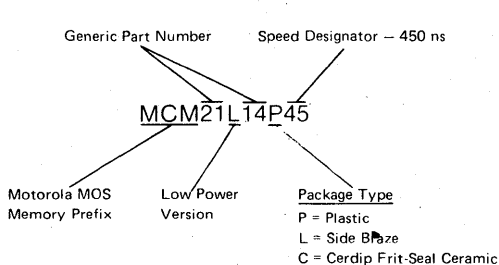 Generic Part Number
Speed Designator – 450 ns
MCM21L14P45
Motorola MOS
Memory Prefix
Low Power
Version
Package Type
P = Plastic
L = Side Braze
C = Cerdip Frit-Seal Ceramic